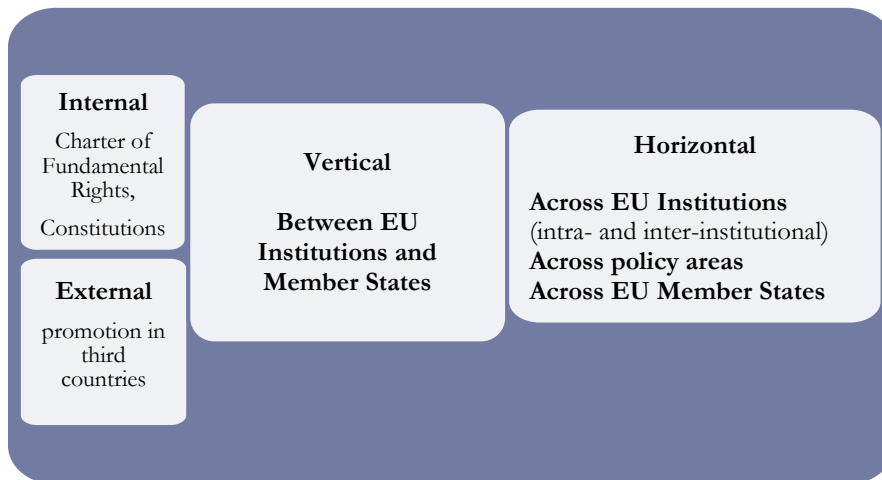 Internal
Charter of
Fundamental
Rights,
Constitutions
External
promotion in
third
countries
Vertical
Between EU
Institutions and
Member States
Horizontal
Across EU Institutions
(intra- and inter-institutional)
Across policy areas
Across EU Member States